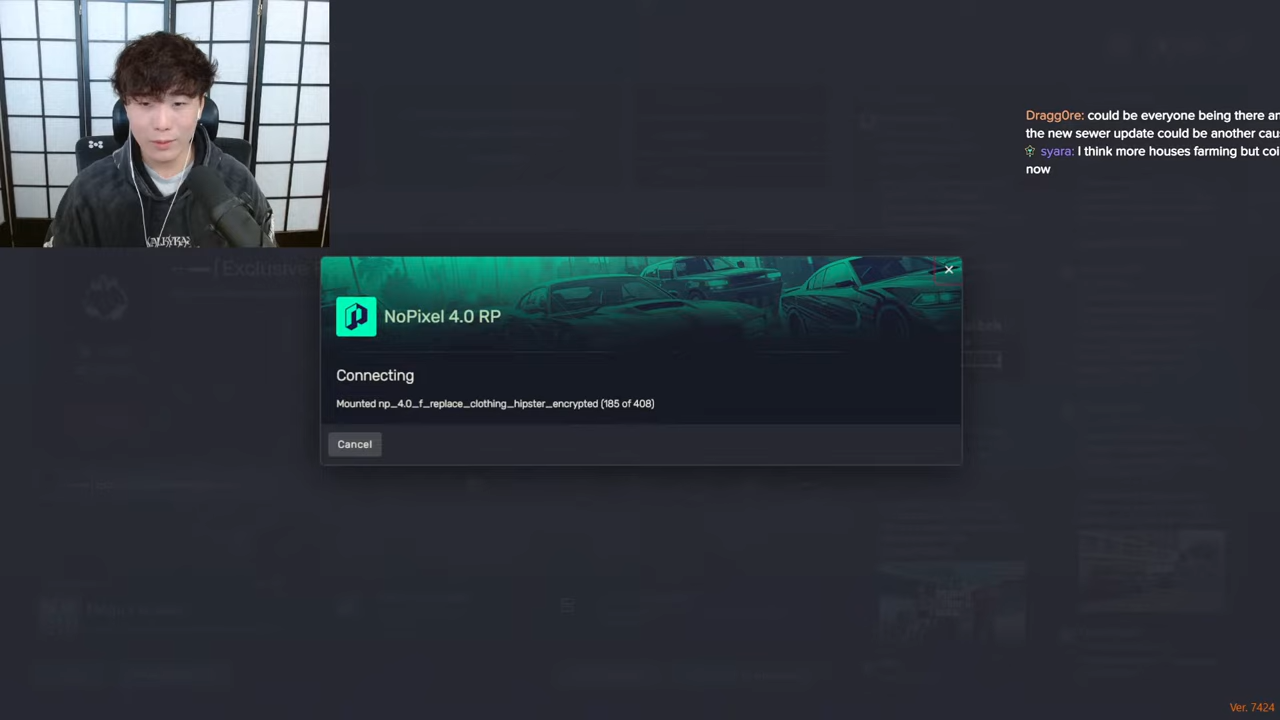 Dragg0re: could be everyone being there an
the new sewer update could be another cau
syara: I think more houses farming but coi
now
[Exclusive
NoPixel 4.0 RP
Connecting
Mounted np_4.0_f_replace_clothing_hipster_encrypted (185 of 408)
Cancel
Ver. 7424